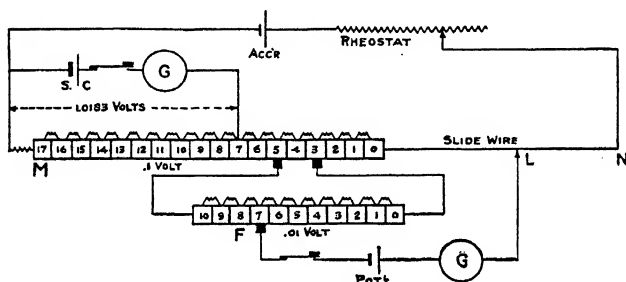 ACC'R
RHEOSTAT
S. C
G
1.0183 VOLTS
17 16 15 14 13 12 11 10 9 8 7 6 5 4 3 2 1 0
SLIDE WIRE
M
.1 VOLT
L
N
10 9 8 7 6 5 4 3 2 1 0
F
.01 VOLT
G
POT'L